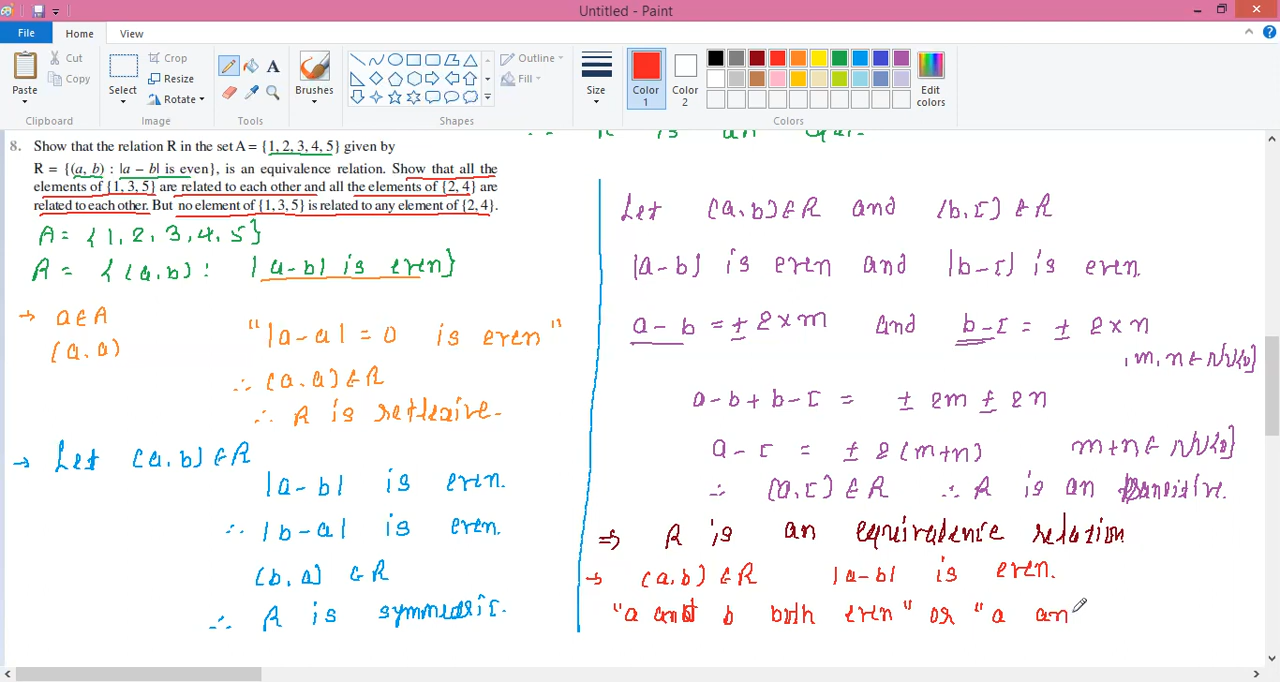 Untitled - Paint
File Home View
Paste Cut Copy Clipboard
Select Crop Resize Rotate Image
A Tools
Brushes
Outline Fill Shapes
Size
Color 1 Color 2 Edit colors Colors
8. Show that the relation R in the set A = {1, 2, 3, 4, 5} given by
R = {(a, b) : |a – b| is even}, is an equivalence relation. Show that all the
elements of {1, 3, 5} are related to each other and all the elements of {2, 4} are
related to each other. But no element of {1, 3, 5} is related to any element of {2, 4}.
A = {1, 2, 3, 4, 5}
R = {(a, b) : |a-b| is even}
→ a∈A
(a, a) "|a-a| = 0 is even"
∴ (a, a) ∈ R
∴ R is reflexive.
→ Let (a, b) ∈ R
|a-b| is even.
∴ |b-a| is even.
(b, a) ∈ R
∴ R is symmetric.
Let (a, b) ∈ R and (b, c) ∈ R
|a-b| is even and |b-c| is even.
a-b = ± 2×m and b-c = ± 2×n
, m, n ∈ N∪{0}
a-b+b-c = ± 2m ± 2n
a-c = ± 2(m+n) m+n ∈ N∪{0}
∴ (a, c) ∈ R ∴ R is an transitive.
⇒ R is an equivalence relation
→ (a, b) ∈ R |a-b| is even.
"a and b both even" or "a an